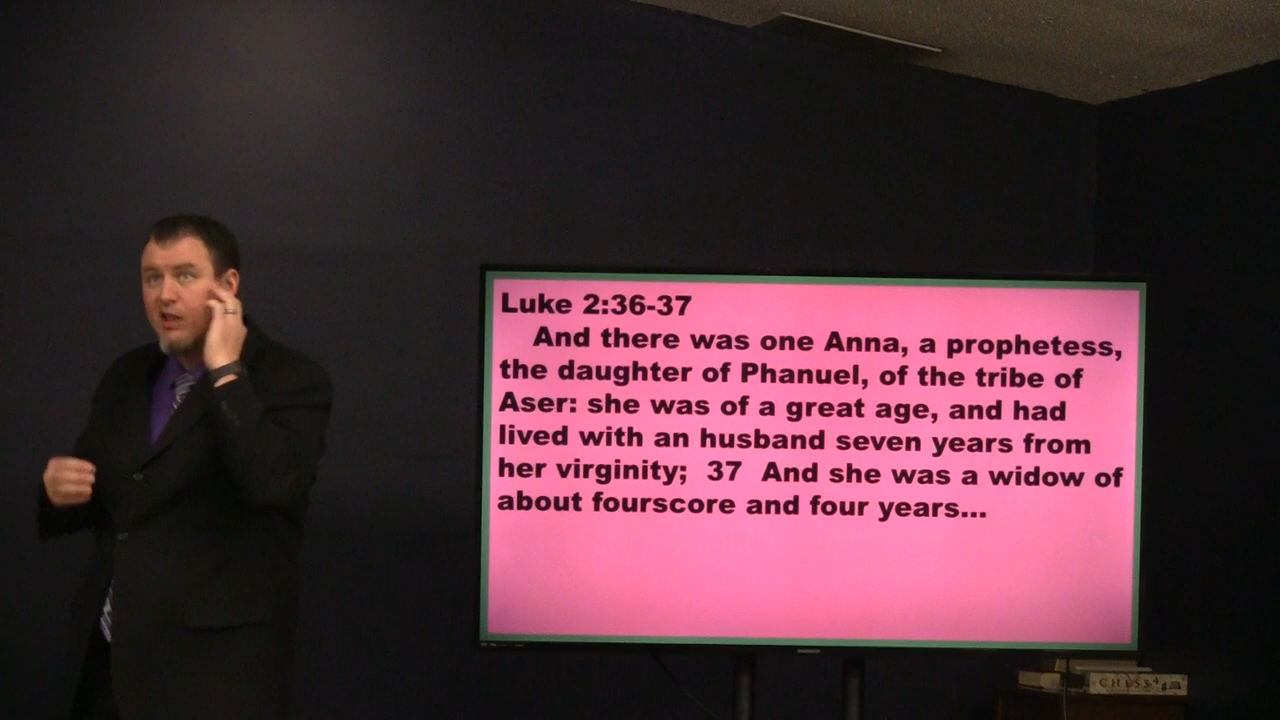 Luke 2:36-37
And there was one Anna, a prophetess,
the daughter of Phanuel, of the tribe of
Aser: she was of a great age, and had
lived with an husband seven years from
her virginity; 37 And she was a widow of
about fourscore and four years...
CHESS4